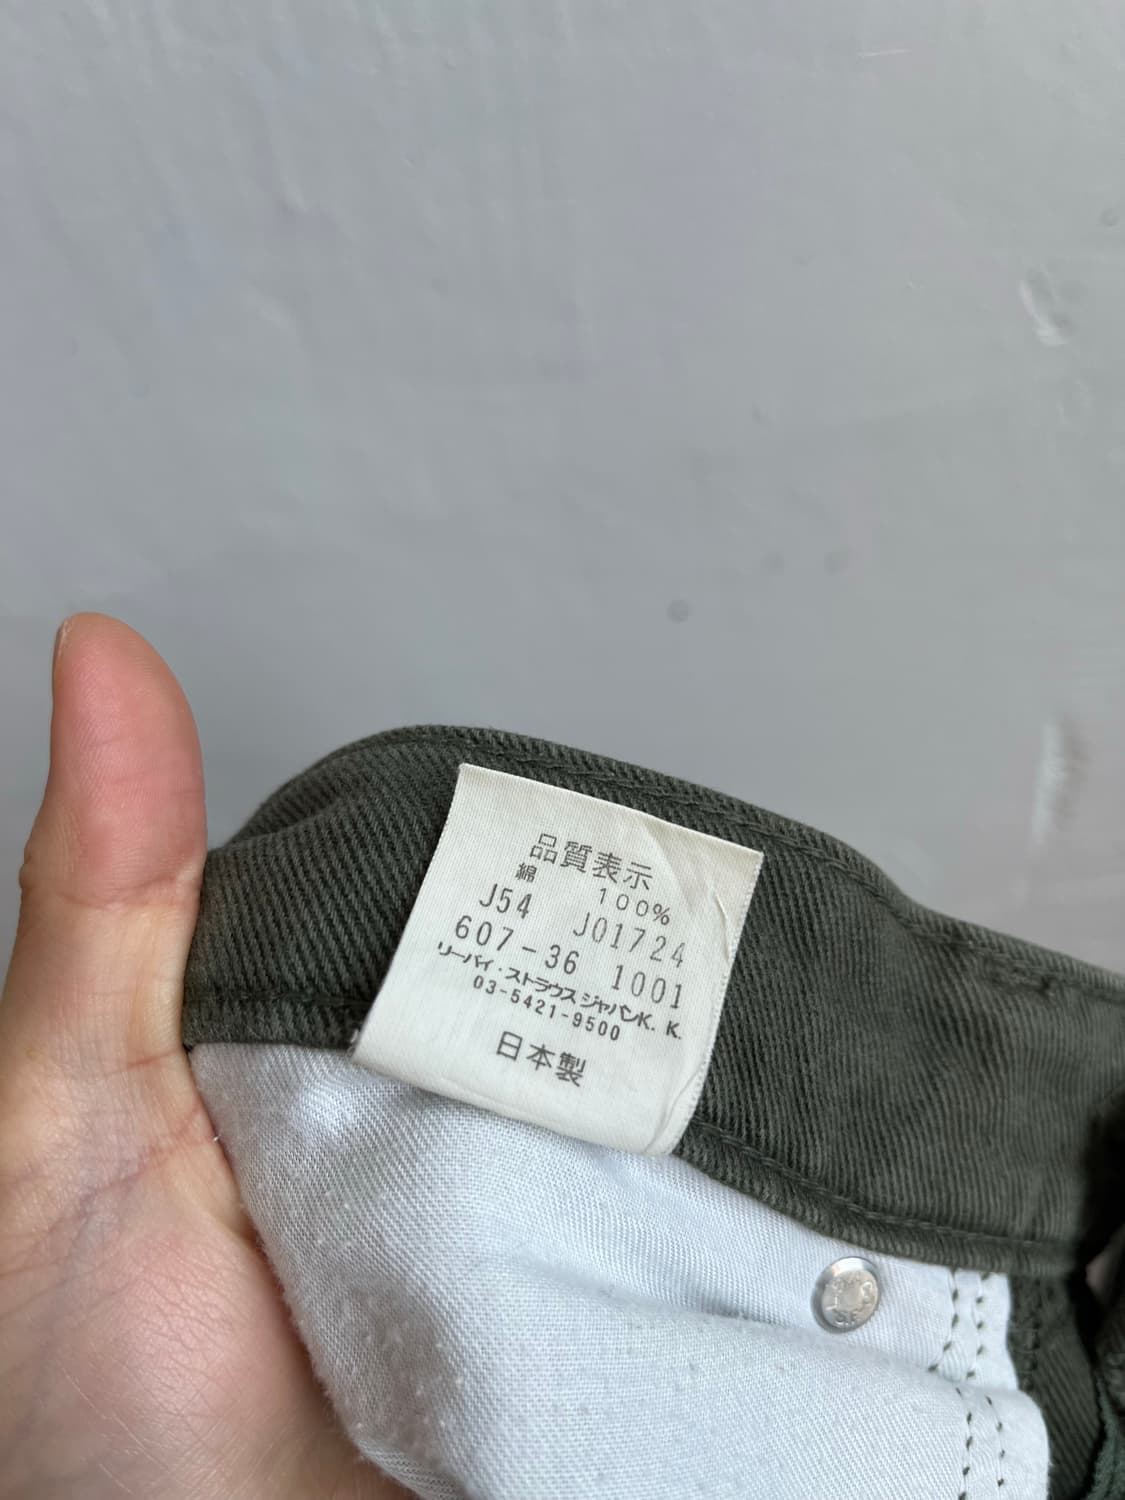 品質表示
綿 100%
J54 J01724
607-36 1001
リーバイ・ストラウス ジャパンK. K.
03-5421-9500
日本製